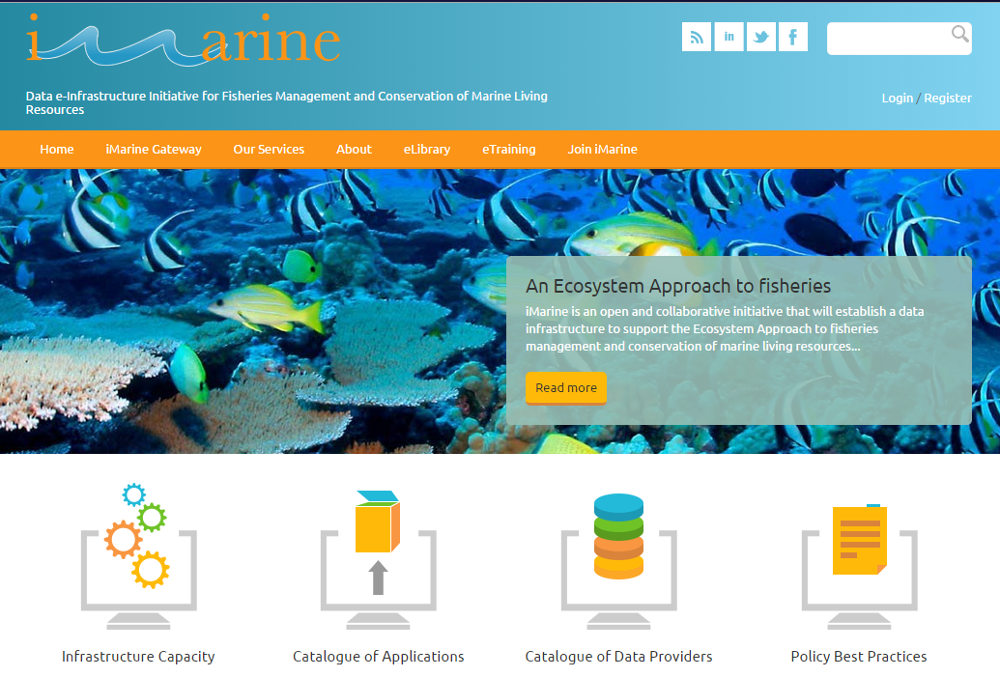 i arine
in
Data e-Infrastructure Initiative for Fisheries Management and Conservation of Marine Living
Resources
Login / Register
Home iMarine Gateway Our Services About eLibrary eTraining Join iMarine
An Ecosystem Approach to fisheries
iMarine is an open and collaborative initiative that will establish a data
infrastructure to support the Ecosystem Approach to fisheries
management and conservation of marine living resources...
Read more
Infrastructure Capacity Catalogue of Applications Catalogue of Data Providers Policy Best Practices